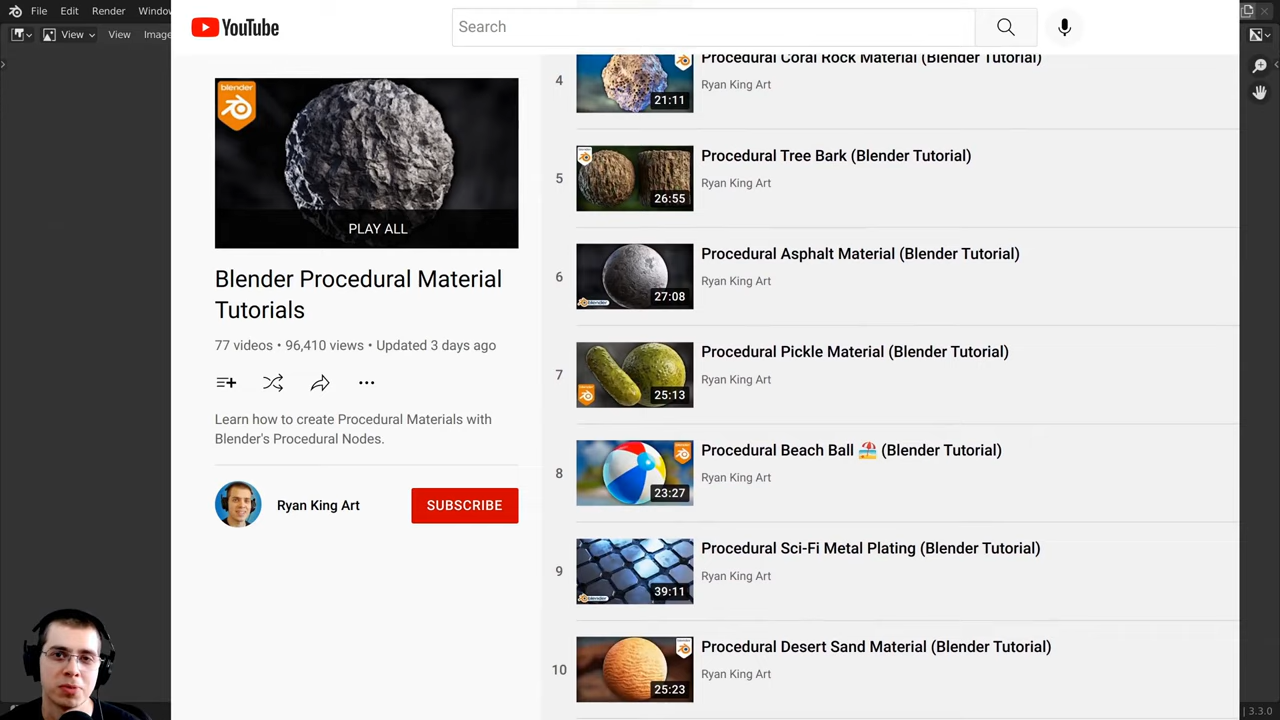 File Edit Render Window
View View Image
YouTube
Search
blender
PLAY ALL
Blender Procedural Material
Tutorials
77 videos • 96,410 views • Updated 3 days ago
Learn how to create Procedural Materials with
Blender's Procedural Nodes.
Ryan King Art
SUBSCRIBE
4
21:11
Procedural Coral Rock Material (Blender Tutorial)
Ryan King Art
5
26:55
Procedural Tree Bark (Blender Tutorial)
Ryan King Art
6
blender
27:08
Procedural Asphalt Material (Blender Tutorial)
Ryan King Art
7
25:13
Procedural Pickle Material (Blender Tutorial)
Ryan King Art
8
23:27
Procedural Beach Ball 🏖️ (Blender Tutorial)
Ryan King Art
9
blender
39:11
Procedural Sci-Fi Metal Plating (Blender Tutorial)
Ryan King Art
10
25:23
Procedural Desert Sand Material (Blender Tutorial)
Ryan King Art
3.3.0